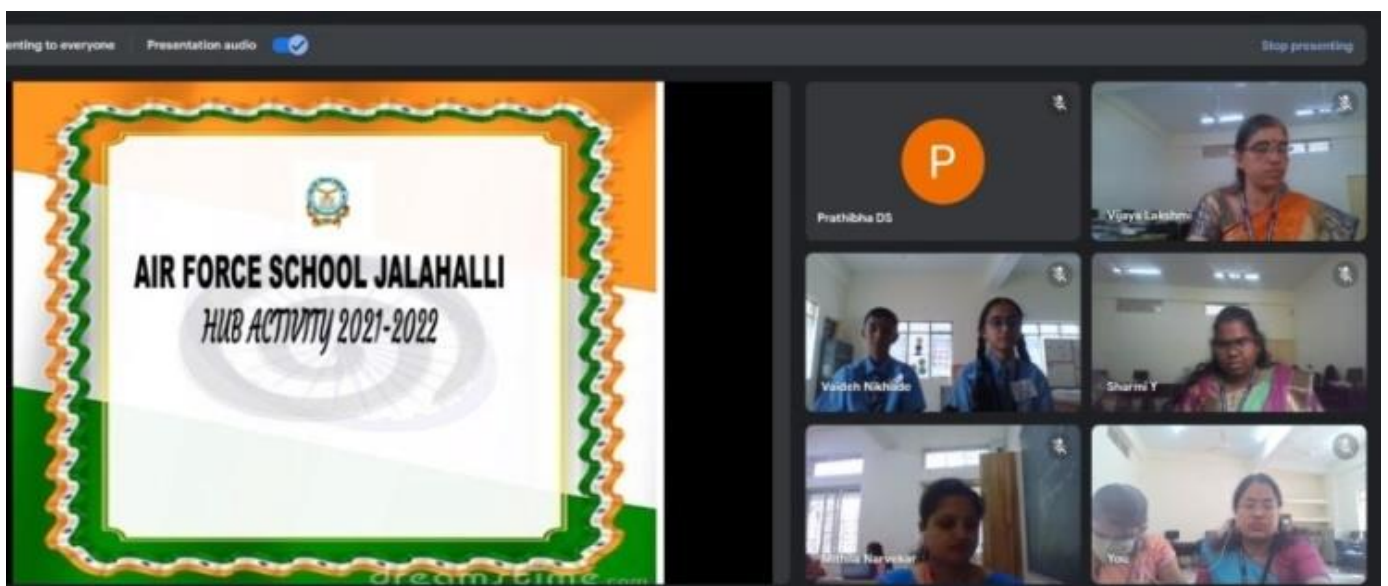 enting to everyone
Presentation audio
Stop presenting
AIR FORCE SCHOOL JALAHALLI
HUB ACTIVITY 2021-2022
dreamstime.com
P
Prathibha DS
Vijaya Lakshmi
Vaideh Nikhade
Sharmi Y
Mithila Narvekar
You